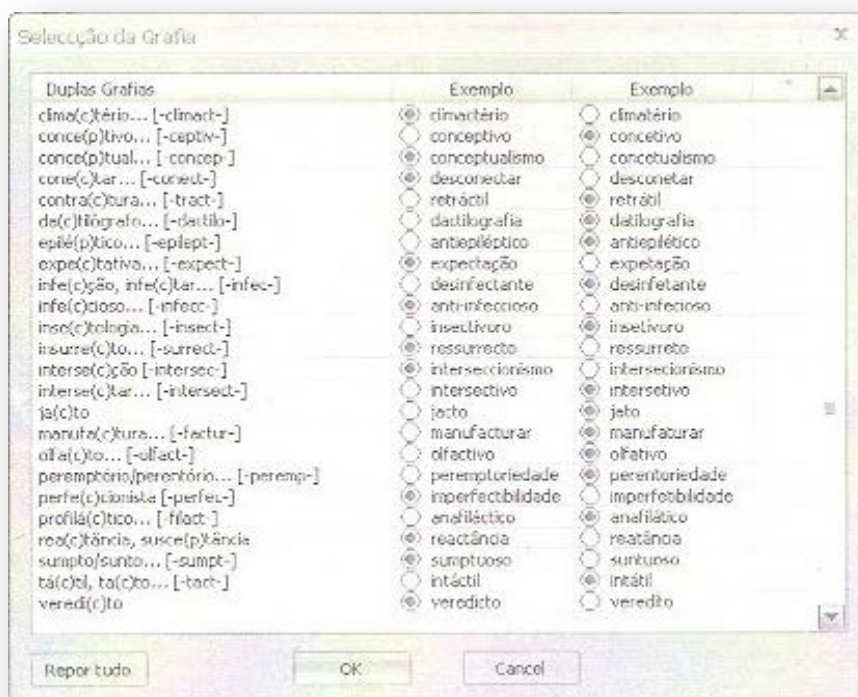 Selecção da Grafia
Duplas Grafias Exemplo Exemplo
clima(c)tério... [-climact-] climactério climatério
conce(p)tivo... [-ceptiv-] conceptivo concetivo
conce(p)tual... [-concep-] conceptualismo concetualismo
cone(c)tar... [-conect-] desconectar desconetar
contra(c)tura... [-tract-] retráctil retrátil
da(c)tilógrafo... [-dactilo-] dactilografia datilografia
epilé(p)tico... [-epilept-] antiepiléptico antiepilético
expe(c)tativa... [-expect-] expectação expetação
infe(c)ção, infe(c)tar... [-infec-] desinfectante desinfetante
infe(c)cioso... [-infecc-] anti-infeccioso anti-infecioso
inse(c)tologia... [-insect-] insectívoro insetívoro
insurre(c)to... [-surrect-] ressurrecto ressurreto
interse(c)ção [-intersec-] interseccionismo intersecionismo
interse(c)tar... [-intersect-] intersectivo intersetivo
ja(c)to jacto jato
manufa(c)tura... [-factur-] manufacturar manufaturar
olfa(c)to... [-olfact-] olfactivo olfativo
peremptório/perentório... [-peremp-] peremptoriedade perentoriedade
perfe(c)cionista [-perfec-] imperfectibilidade imperfetibilidade
profilá(c)tico... [-filact-] anafiláctico anafilático
rea(c)tância, susce(p)tância reactância reatância
sumpto/sunto... [-sumpt-] sumptuoso suntuoso
tá(c)til, ta(c)to... [-tact-] intáctil intátil
veredi(c)to veredicto veredito
Repor tudo OK Cancel